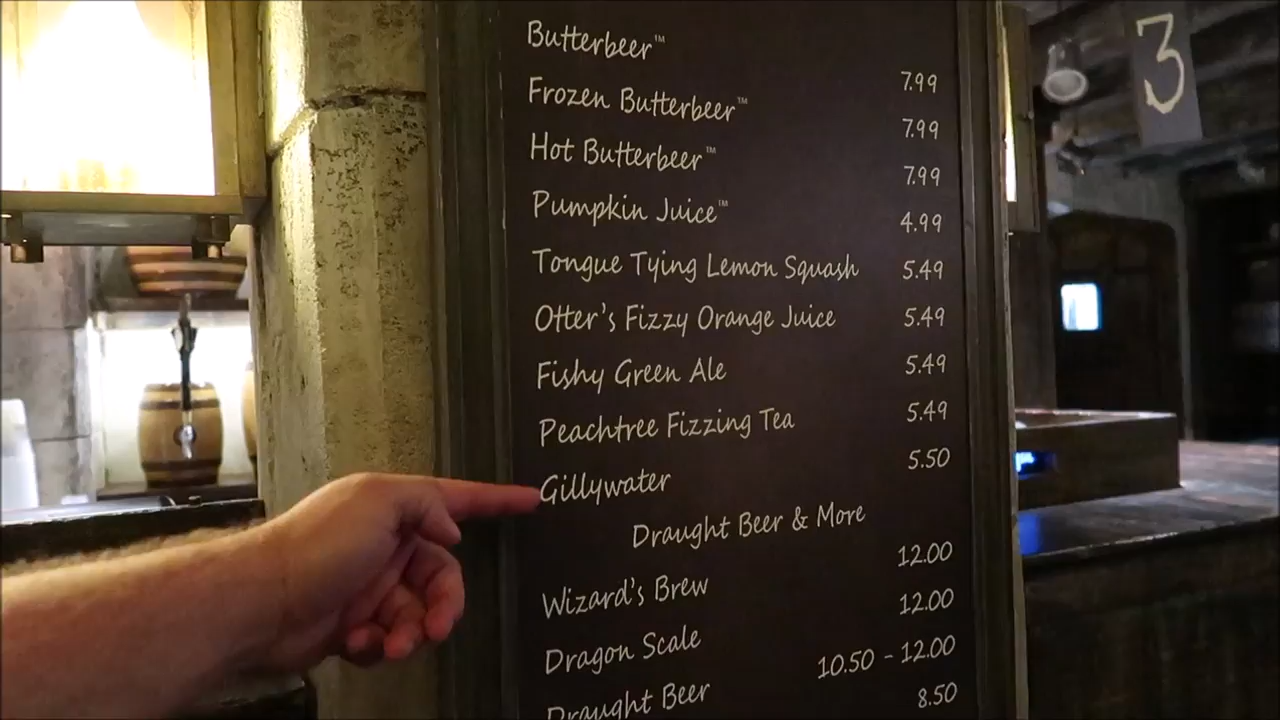 Butterbeer™ 7.99
Frozen Butterbeer™ 7.99
Hot Butterbeer™ 7.99
Pumpkin Juice™ 4.99
Tongue Tying Lemon Squash 5.49
Otter's Fizzy Orange Juice 5.49
Fishy Green Ale 5.49
Peachtree Fizzing Tea 5.49
Gillywater 5.50
Draught Beer & More
Wizard's Brew 12.00
Dragon Scale 12.00
Draught Beer 10.50 - 12.00
8.50
3